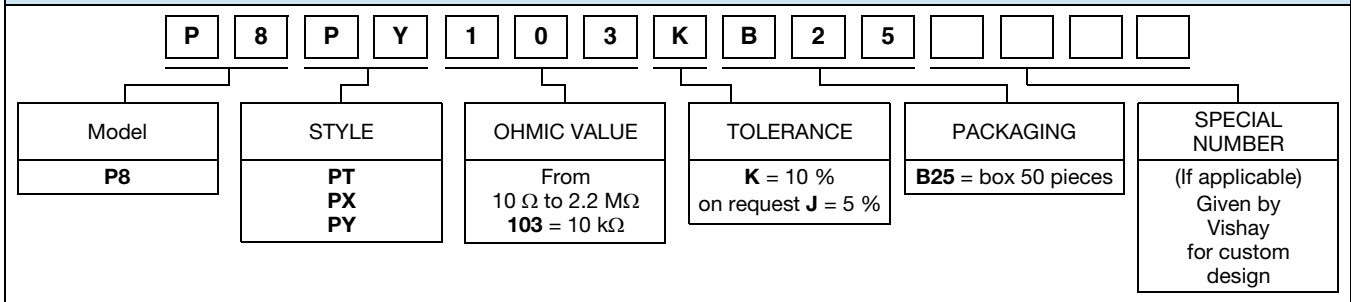 P 8 P Y 1 0 3 K B 2 5
Model
P8
STYLE
PT
PX
PY
OHMIC VALUE
From
10 Ω to 2.2 MΩ
103 = 10 kΩ
TOLERANCE
K = 10 %
on request J = 5 %
PACKAGING
B25 = box 50 pieces
SPECIAL
NUMBER
(If applicable)
Given by
Vishay
for custom
design